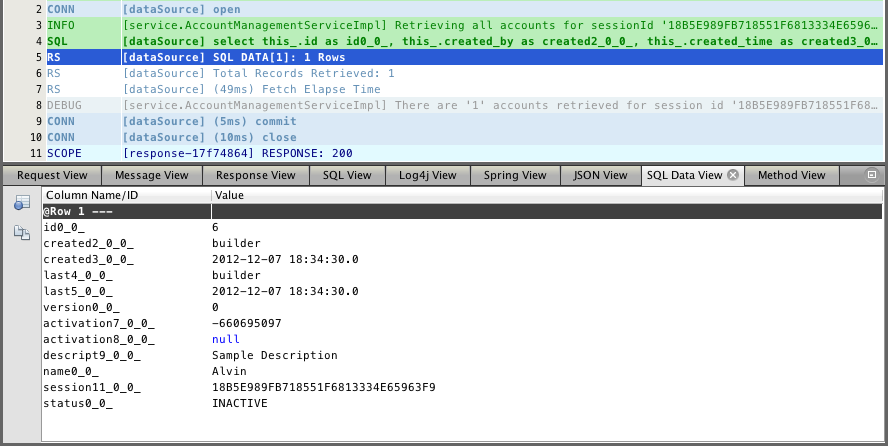 2 CONN [dataSource] open
3 INFO [service.AccountManagementServiceImpl] Retrieving all accounts for sessionId '18B5E989FB718551F6813334E6596...
4 SQL [dataSource] select this_.id as id0_0_, this_.created_by as created2_0_0_, this_.created_time as created3_0...
5 RS [dataSource] SQL DATA[1]: 1 Rows
6 RS [dataSource] Total Records Retrieved: 1
7 RS [dataSource] (49ms) Fetch Elapse Time
8 DEBUG [service.AccountManagementServiceImpl] There are '1' accounts retrieved for session id '18B5E989FB718551F68...
9 CONN [dataSource] (5ms) commit
10 CONN [dataSource] (10ms) close
11 SCOPE [response-17f74864] RESPONSE: 200
Request View Message View Response View SQL View Log4j View Spring View JSON View SQL Data View Method View
Column Name/ID Value
@Row 1 ---
id0_0_ 6
created2_0_0_ builder
created3_0_0_ 2012-12-07 18:34:30.0
last4_0_0_ builder
last5_0_0_ 2012-12-07 18:34:30.0
version0_0_ 0
activation7_0_0_ -660695097
activation8_0_0_ null
descript9_0_0_ Sample Description
name0_0_ Alvin
session11_0_0_ 18B5E989FB718551F6813334E65963F9
status0_0_ INACTIVE